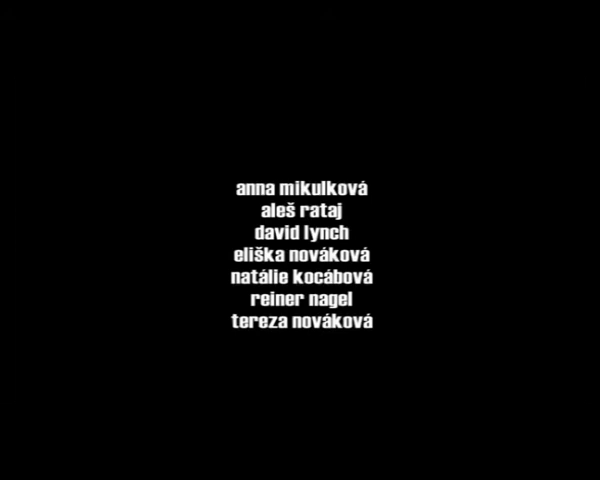 anna mikulková
aleš rataj
david lynch
eliška nováková
natálie kocábová
reiner nagel
tereza nováková